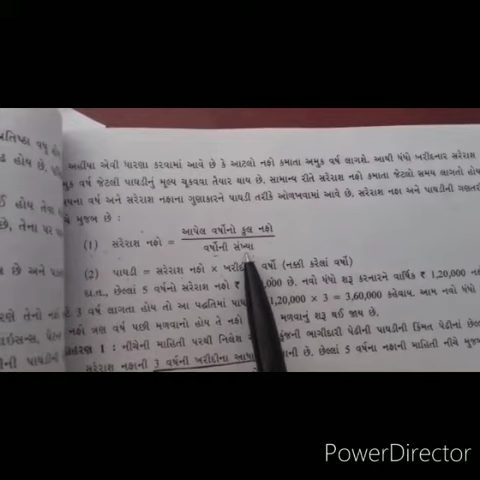 અહીંયા એવી ધારણા કરવામાં આવે છે કે આટલો નફો કમાતા અમુક વર્ષ લાગશે. આથી ધંધો ખરીદનાર સરેરાશ
વર્ષ જેટલી પાઘડીનું મૂલ્ય ચૂકવવા તૈયાર થાય છે. સામાન્ય રીતે સરેરાશ નફો કમાતા જેટલો સમય લાગતો હોય
વર્ષ અને સરેરાશ નફાના ગુણાકારને પાઘડી તરીકે ઓળખવામાં આવે છે. સરેરાશ નફા અને પાઘડીની ગણતરી
મુજબ છે :
(1) સરેરાશ નફો = આપેલ વર્ષોનો કુલ નફો
વર્ષોની સંખ્યા
(2) પાઘડી = સરેરાશ નફો × વર્ષો (નક્કી કરેલાં વર્ષો)
દા.ત., છેલ્લાં 5 વર્ષનો સરેરાશ નફો ₹ છે. નવો ધંધો શરૂ કરનારને વાર્ષિક ₹ 1,20,000
3 વર્ષ લાગતા હોય તો આ પદ્ધતિમાં 1,20,000 × 3 = 3,60,000 કહેવાય. આમ નવો ધંધો
નફો ત્રણ વર્ષ પછી મળવાનો હોય તે નફો મળવાનું શરૂ થઈ જાય છે.
1 : નીચેની માહિતી પરથી નિલેશ ભાગીદારી પેઢીની પાઘડીની કિંમત પેઢીનાં છેલ્લાં
સરેરાશ નફાની 3 વર્ષની ખરીદીના છે. છેલ્લાં 5 વર્ષના નફાની માહિતી નીચે મુજબ
PowerDirector